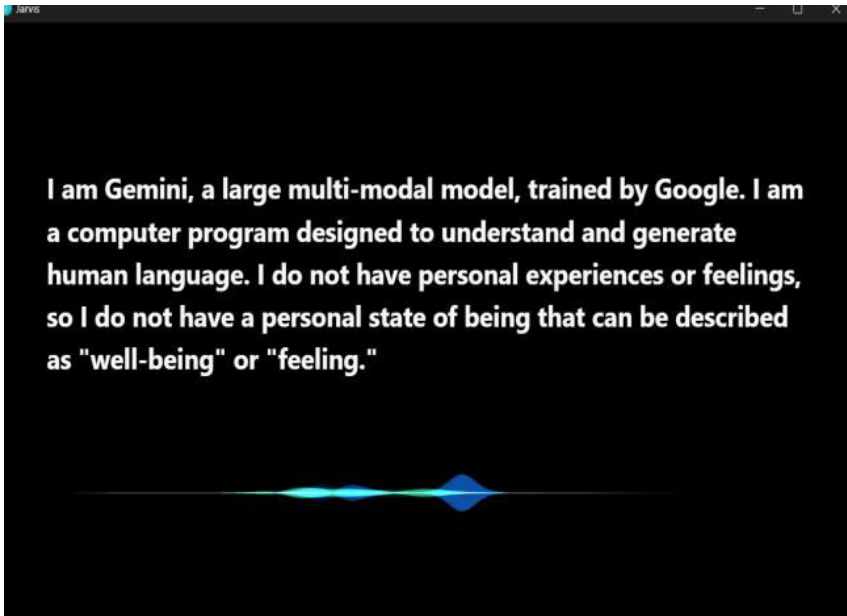 Jarvis
I am Gemini, a large multi-modal model, trained by Google. I am
a computer program designed to understand and generate
human language. I do not have personal experiences or feelings,
so I do not have a personal state of being that can be described
as "well-being" or "feeling."